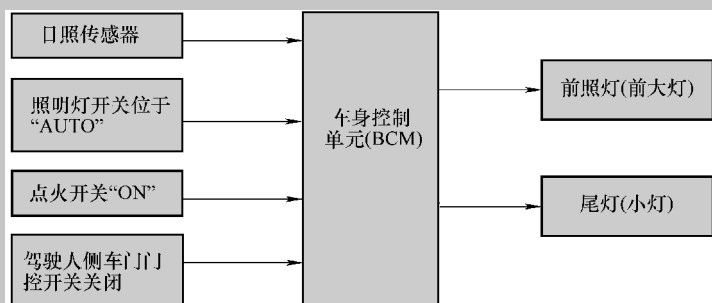 日照传感器
照明灯开关位于
“AUTO”
点火开关“ON”
驾驶人侧车门门
控开关关闭
车身控制
单元(BCM)
前照灯(前大灯)
尾灯(小灯)